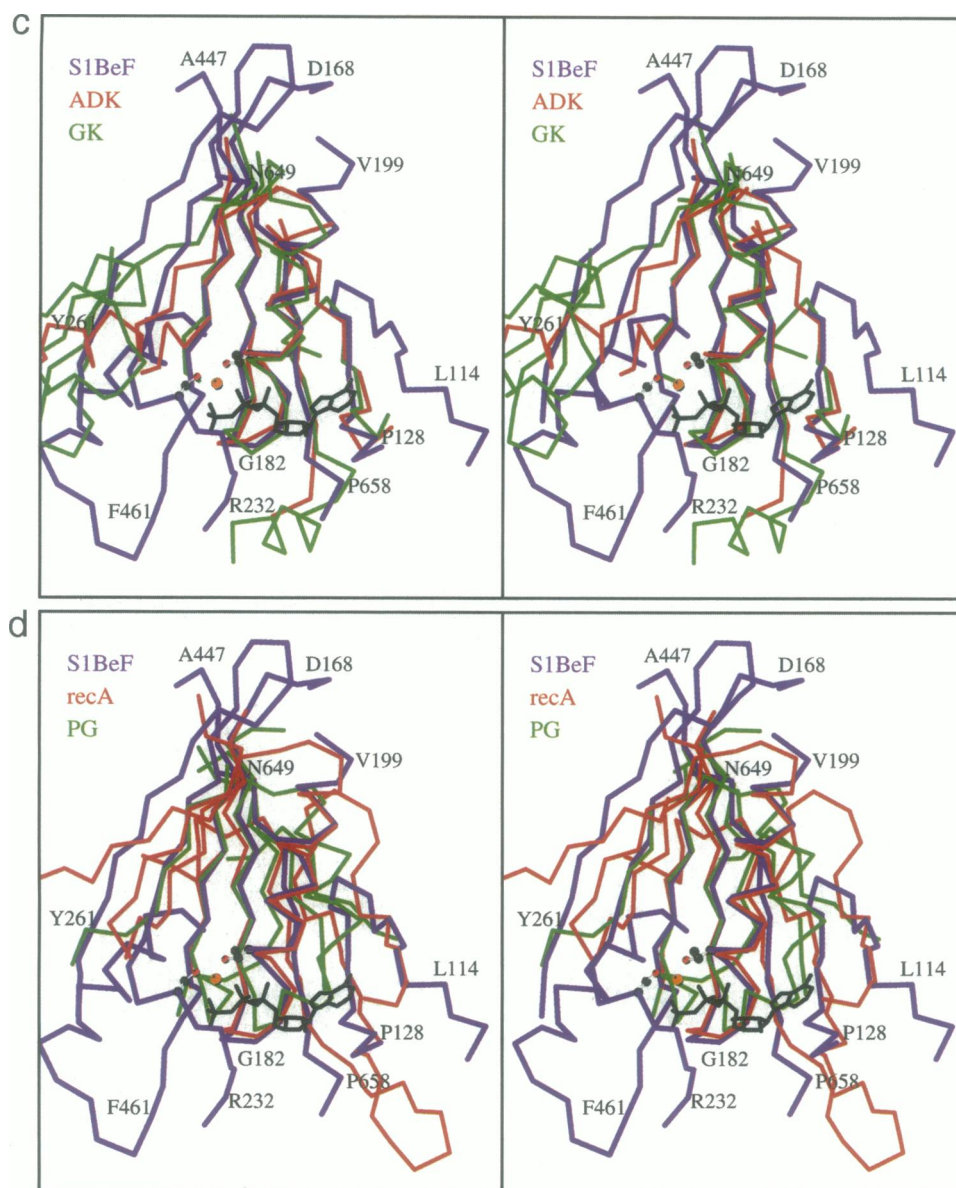 c
S1BeF
ADK
GK
A447
D168
V199
N649
Y261
L114
P128
G182
P658
F461
R232
S1BeF
ADK
GK
A447
D168
V199
N649
Y261
L114
P128
G182
P658
F461
R232
d
S1BeF
recA
PG
A447
D168
V199
N649
Y261
L114
P128
G182
P658
F461
R232
S1BeF
recA
PG
A447
D168
V199
N649
Y261
L114
P128
G182
P658
F461
R232